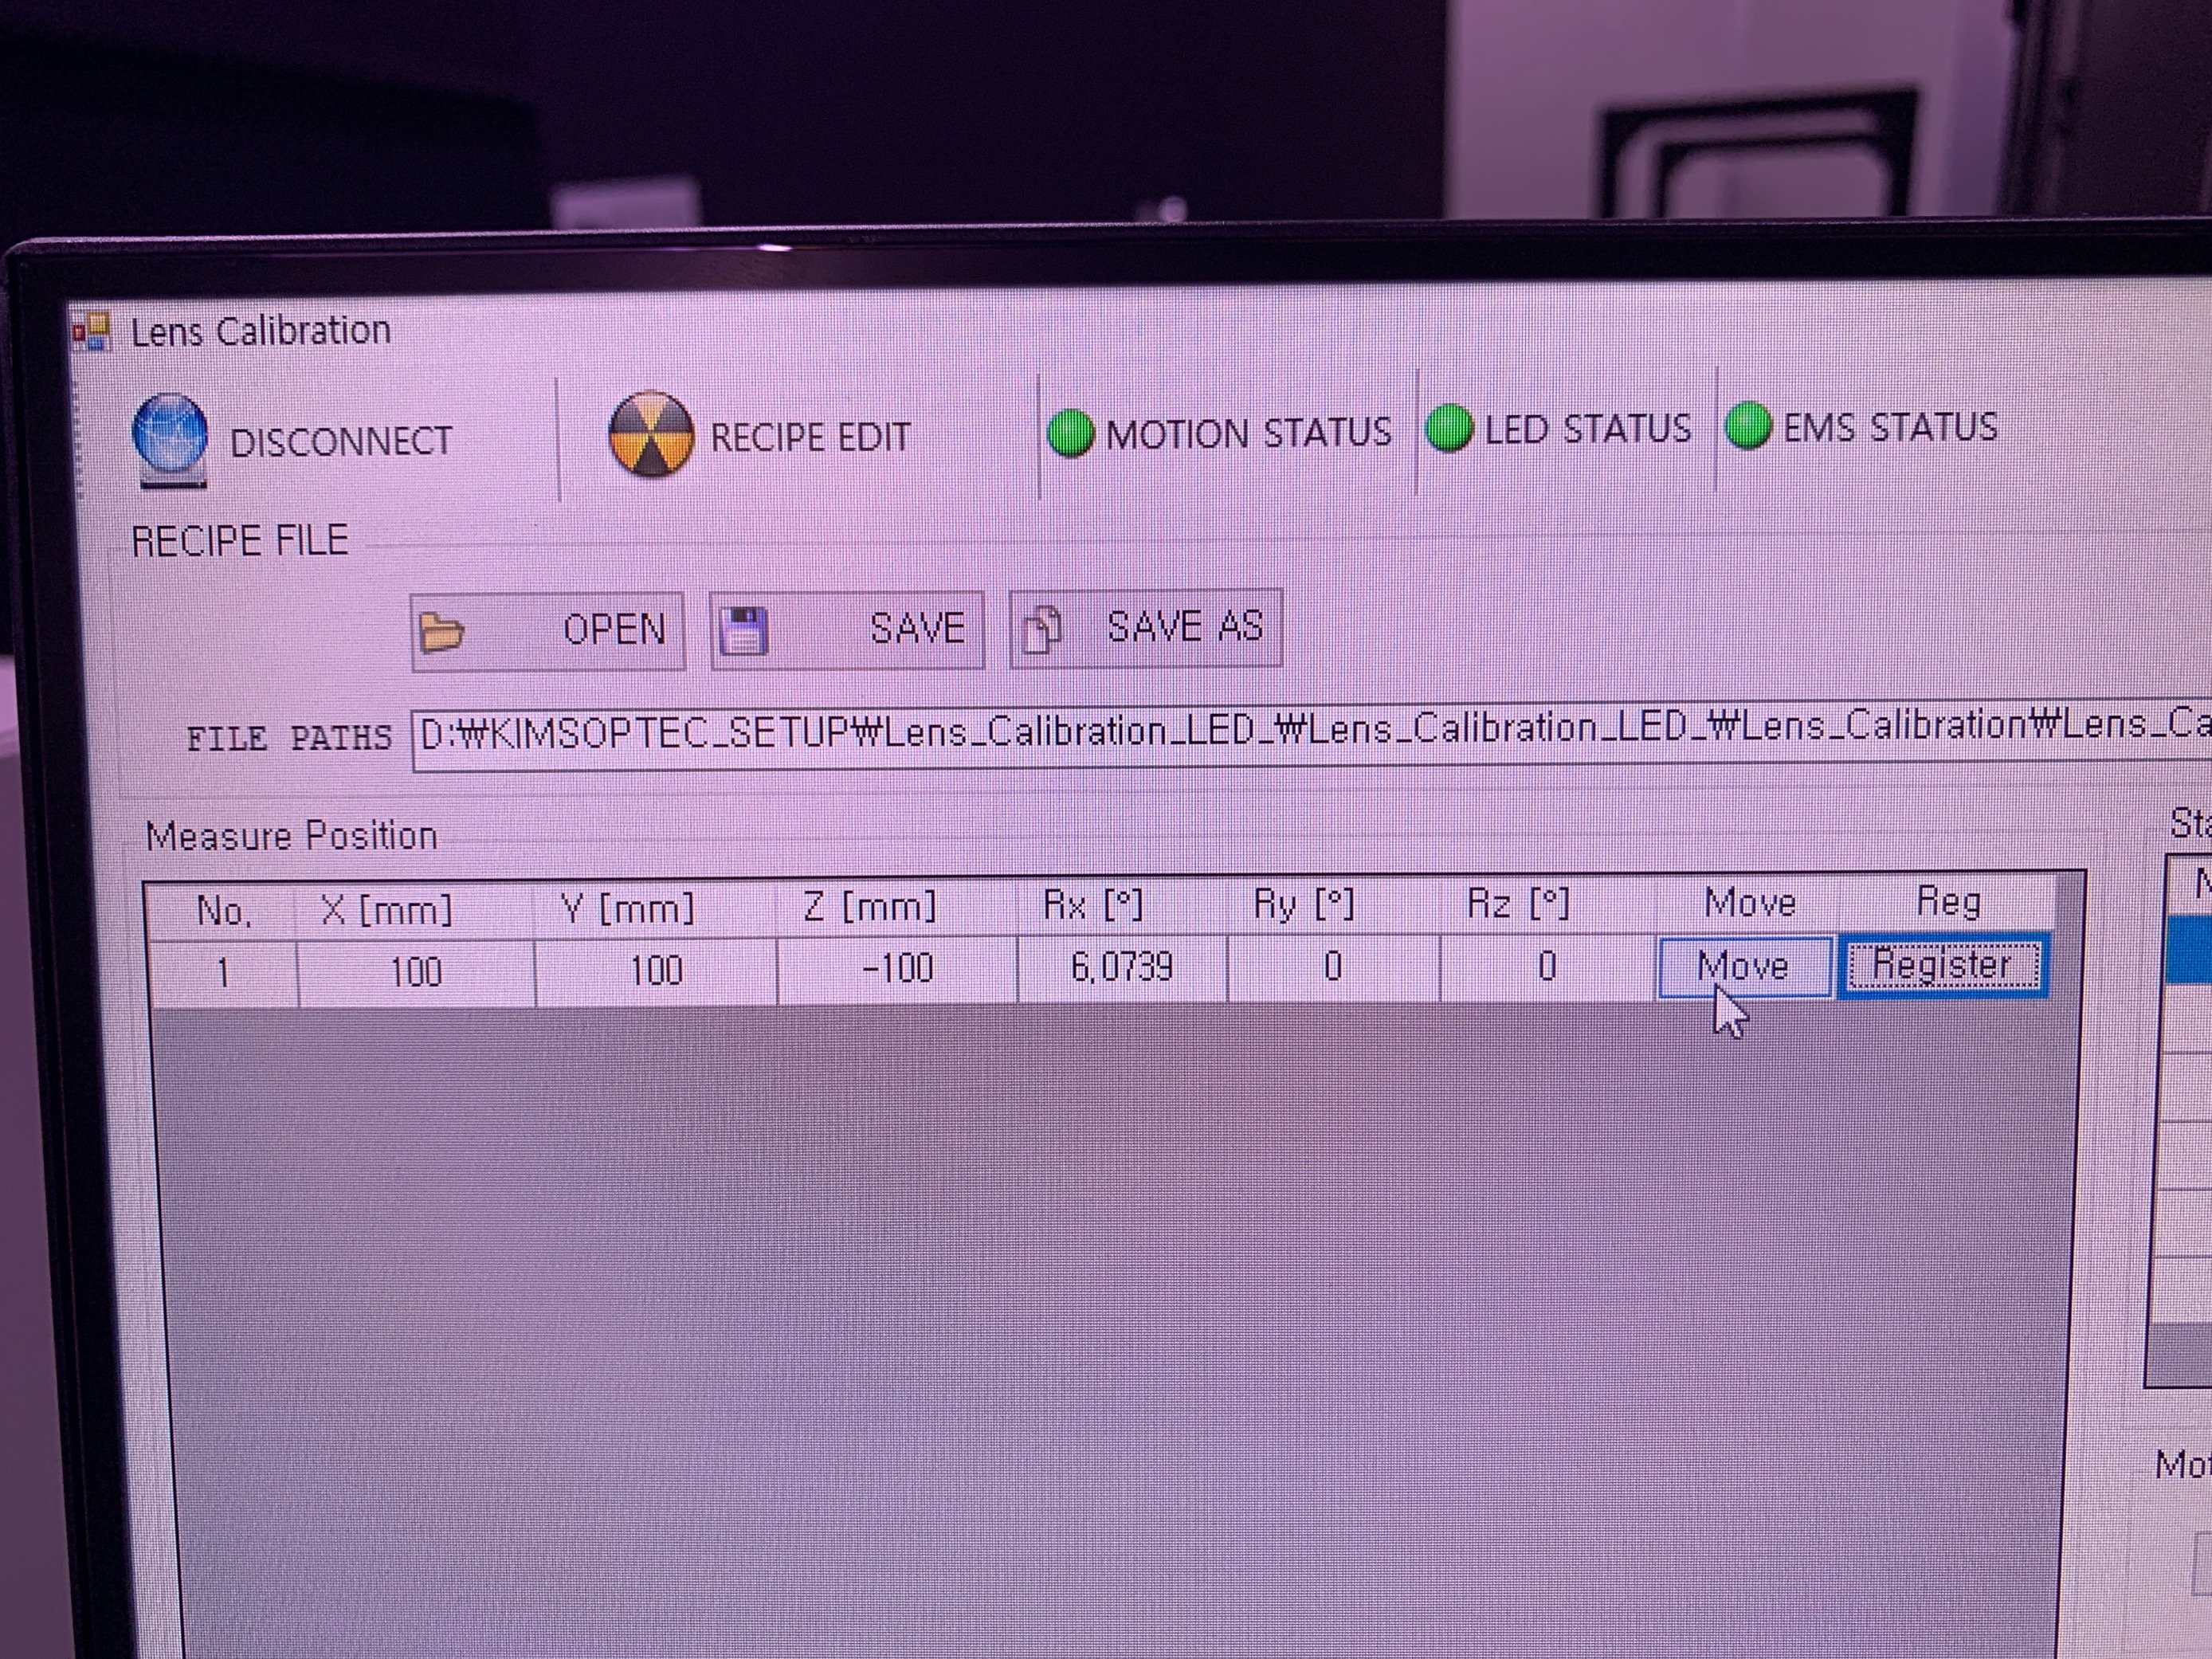 Lens Calibration
DISCONNECT RECIPE EDIT MOTION STATUS LED STATUS EMS STATUS
RECIPE FILE
OPEN SAVE SAVE AS
FILE PATHS D:₩KIMSOPTEC_SETUP₩Lens_Calibration_LED_₩Lens_Calibration_LED_₩Lens_Calibration₩Lens_Ca
Measure Position
No. X [mm] Y [mm] Z [mm] Rx [°] Ry [°] Rz [°] Move Reg
1 100 100 -100 6.0739 0 0 Move Register